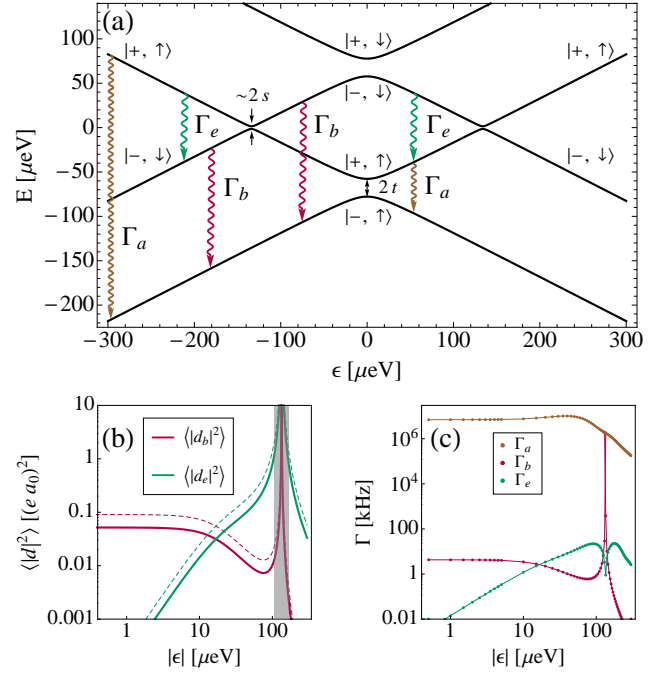 (a)
|+, ↓⟩
|+, ↑⟩
|+, ↑⟩
|−, ↓⟩
∼2 s
Γe
Γb
Γe
|−, ↓⟩
|+, ↑⟩
|−, ↓⟩
Γb
2 t
Γa
Γa
|−, ↑⟩
E [μeV]
100
50
0
−50
−100
−150
−200
−300
−200
−100
0
100
200
300
ϵ [μeV]
(b)
⟨|d_b|²⟩
⟨|d_e|²⟩
⟨|d|²⟩ [(e a₀)²]
10
1
0.1
0.01
0.001
1
10
100
|ϵ| [μeV]
(c)
Γa
Γb
Γe
Γ [kHz]
10⁶
10⁴
100
1
0.01
1
10
100
|ϵ| [μeV]